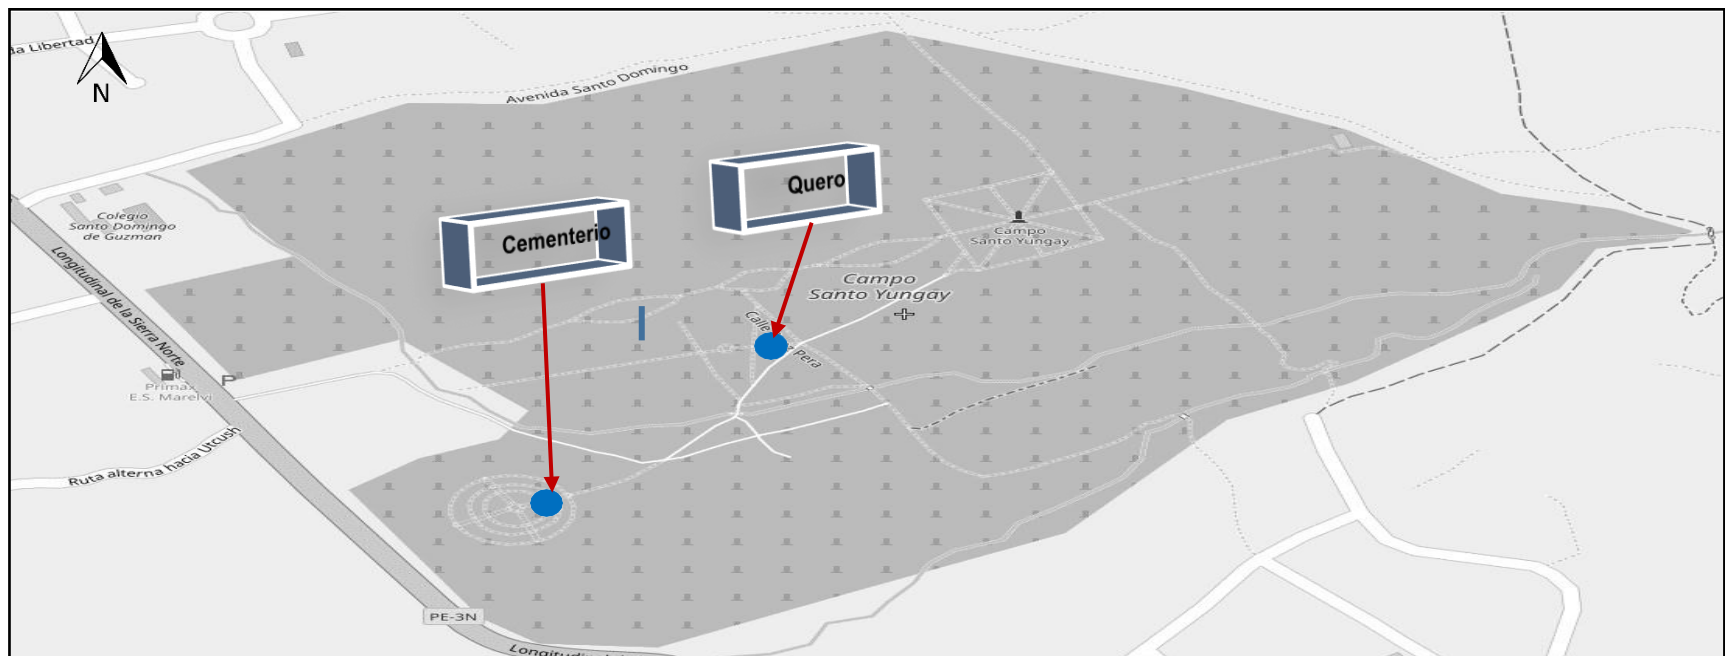 da Libertad
N
Avenida Santo Domingo
Quero
Cementerio
Colegio
Santo Domingo
de Guzman
Campo
Santo Yungay
Longitudinal de la Sierra Norte
Campo
Santo Yungay
Calle
Pera
P
Primax
E.S. Marelvi
Ruta alterna hacia Utcush
PE-3N